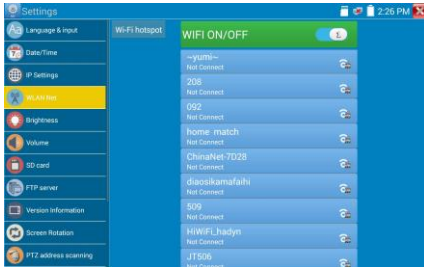 Settings
2:26 PM
Language & input
Date/Time
IP Settings
WLAN Net
Brightness
Volume
SD card
FTP server
Version Information
Screen Rotation
PTZ address scanning
Wi-Fi hotspot
WIFI ON/OFF
~yumi~
Not Connect
208
Not Connect
092
Not Connect
home match
Not Connect
ChinaNet-7D28
Not Connect
diaosikamafaihi
Not Connect
509
Not Connect
HiWiFi_hadyn
Not Connect
JT506